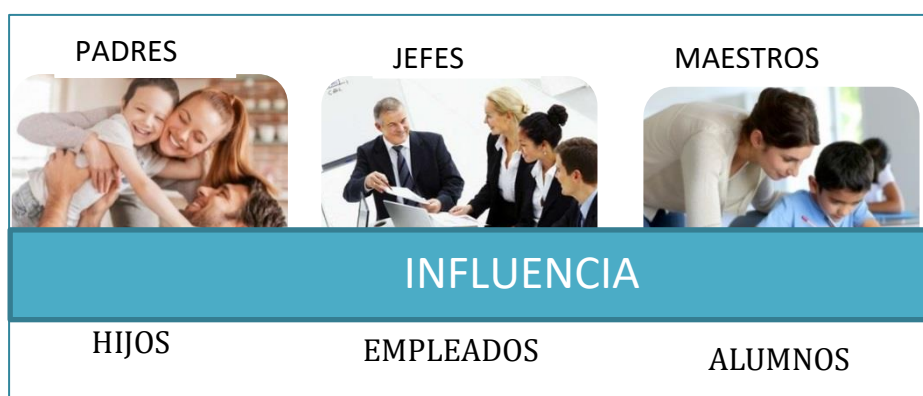 PADRES
JEFES
MAESTROS
INFLUENCIA
HIJOS
EMPLEADOS
ALUMNOS